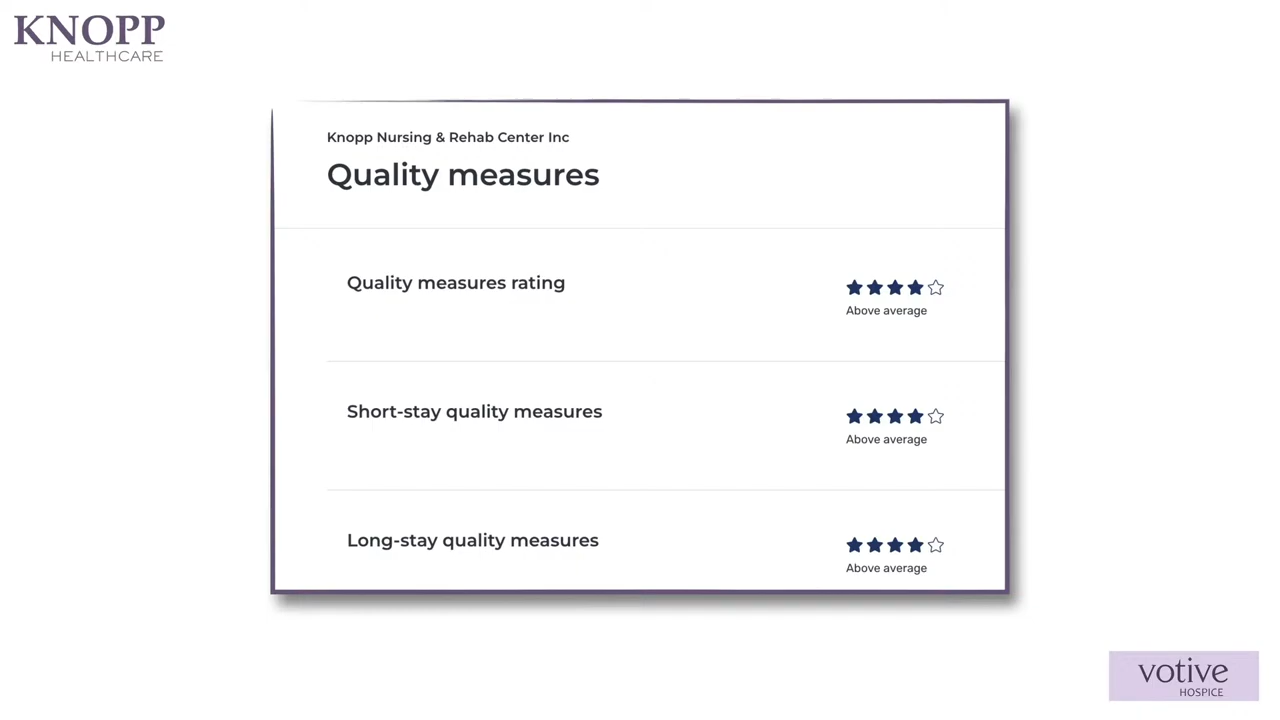 KNOPP
HEALTHCARE
Knopp Nursing & Rehab Center Inc
Quality measures
Quality measures rating
Above average
Short-stay quality measures
Above average
Long-stay quality measures
Above average
votive
HOSPICE